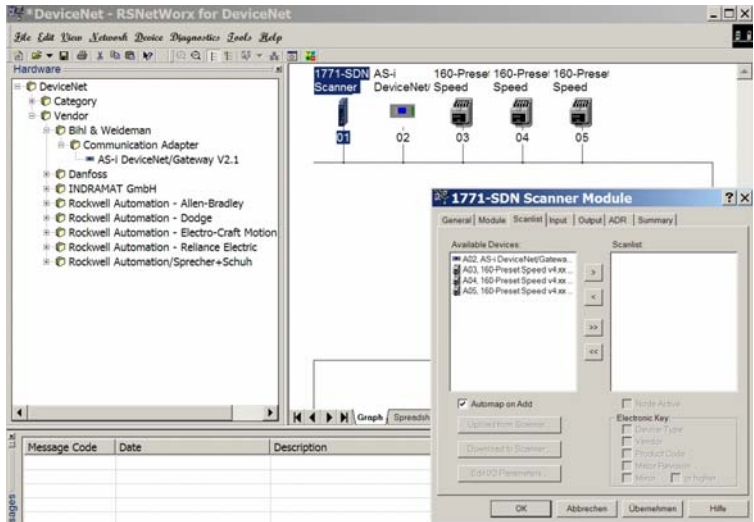 *DeviceNet - RSNetWorx for DeviceNet
File Edit View Network Device Diagnostics Tools Help
Hardware
DeviceNet
Category
Vendor
Bihl & Weideman
Communication Adapter
AS-i DeviceNet/Gateway V2.1
Danfoss
INDRAMAT GmbH
Rockwell Automation - Allen-Bradley
Rockwell Automation - Dodge
Rockwell Automation - Electro-Craft Motion
Rockwell Automation - Reliance Electric
Rockwell Automation/Sprecher+Schuh
1771-SDN AS-i 160-Prese 160-Prese 160-Prese
Scanner DeviceNet/ Speed Speed Speed
01 02 03 04 05
Graph Spreadsh
1771-SDN Scanner Module
General Module Scanlist Input Output ADR Summary
Available Devices:
Scanlist
A02, AS-i DeviceNet/Gatewa...
A03, 160-Preset Speed v4.xx...
A04, 160-Preset Speed v4.xx...
A05, 160-Preset Speed v4.xx...
>
<
>>
<<
Automap on Add
Node Active
Upload from Scanner...
Download to Scanner...
Edit I/O Parameters...
Electronic Key:
Device Type
Vendor
Product Code
Major Revision
Minor or higher
OK Abbrechen Übernehmen Hilfe
Message Code Date Description
sages